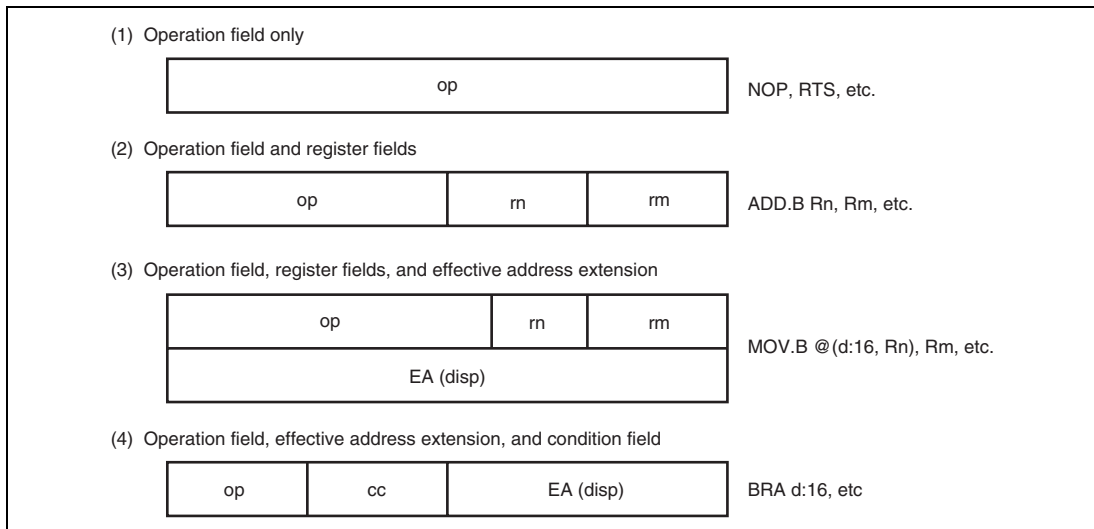 (1) Operation field only
op
NOP, RTS, etc.
(2) Operation field and register fields
op rn rm
ADD.B Rn, Rm, etc.
(3) Operation field, register fields, and effective address extension
op rn rm
EA (disp)
MOV.B @(d:16, Rn), Rm, etc.
(4) Operation field, effective address extension, and condition field
op cc EA (disp)
BRA d:16, etc